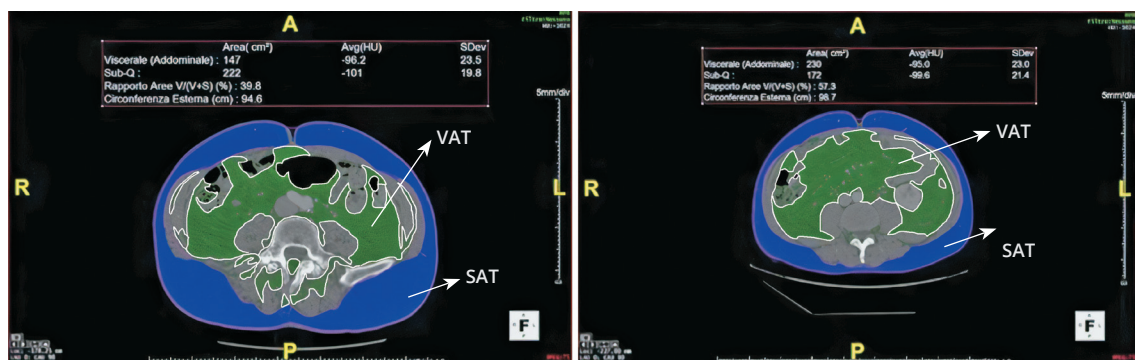 A
Area( cm²) Avg(HU) SDev
Viscerale (Addominale) : 147 -96.2 23.5
Sub-Q : 222 -101 19.8
Rapporto Aree V/(V+S) (%) : 39.8
Circonferenza Esterna (cm) : 94.6
5mm/div
VAT
R
L
SAT
F
P
A
Area( cm²) Avg(HU) SDev
Viscerale (Addominale) : 230 -95.0 23.0
Sub-Q : 172 -99.6 21.4
Rapporto Aree V/(V+S) (%) : 57.3
Circonferenza Esterna (cm) : 98.7
5mm/div
VAT
R
L
SAT
F
P